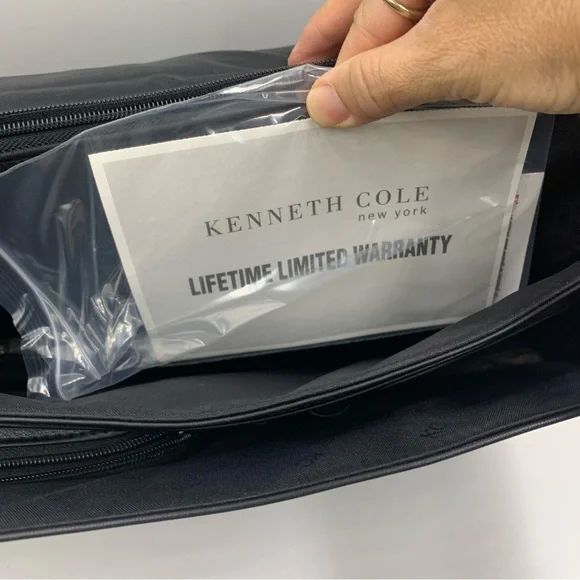 KENNETH COLE
new york
LIFETIME LIMITED WARRANTY